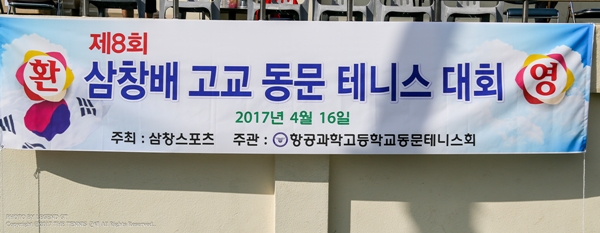 제8회
환 삼창배 고교 동문 테니스 대회 영
2017년 4월 16일
주최 : 삼창스포츠 주관 : 항공과학고등학교동문테니스회